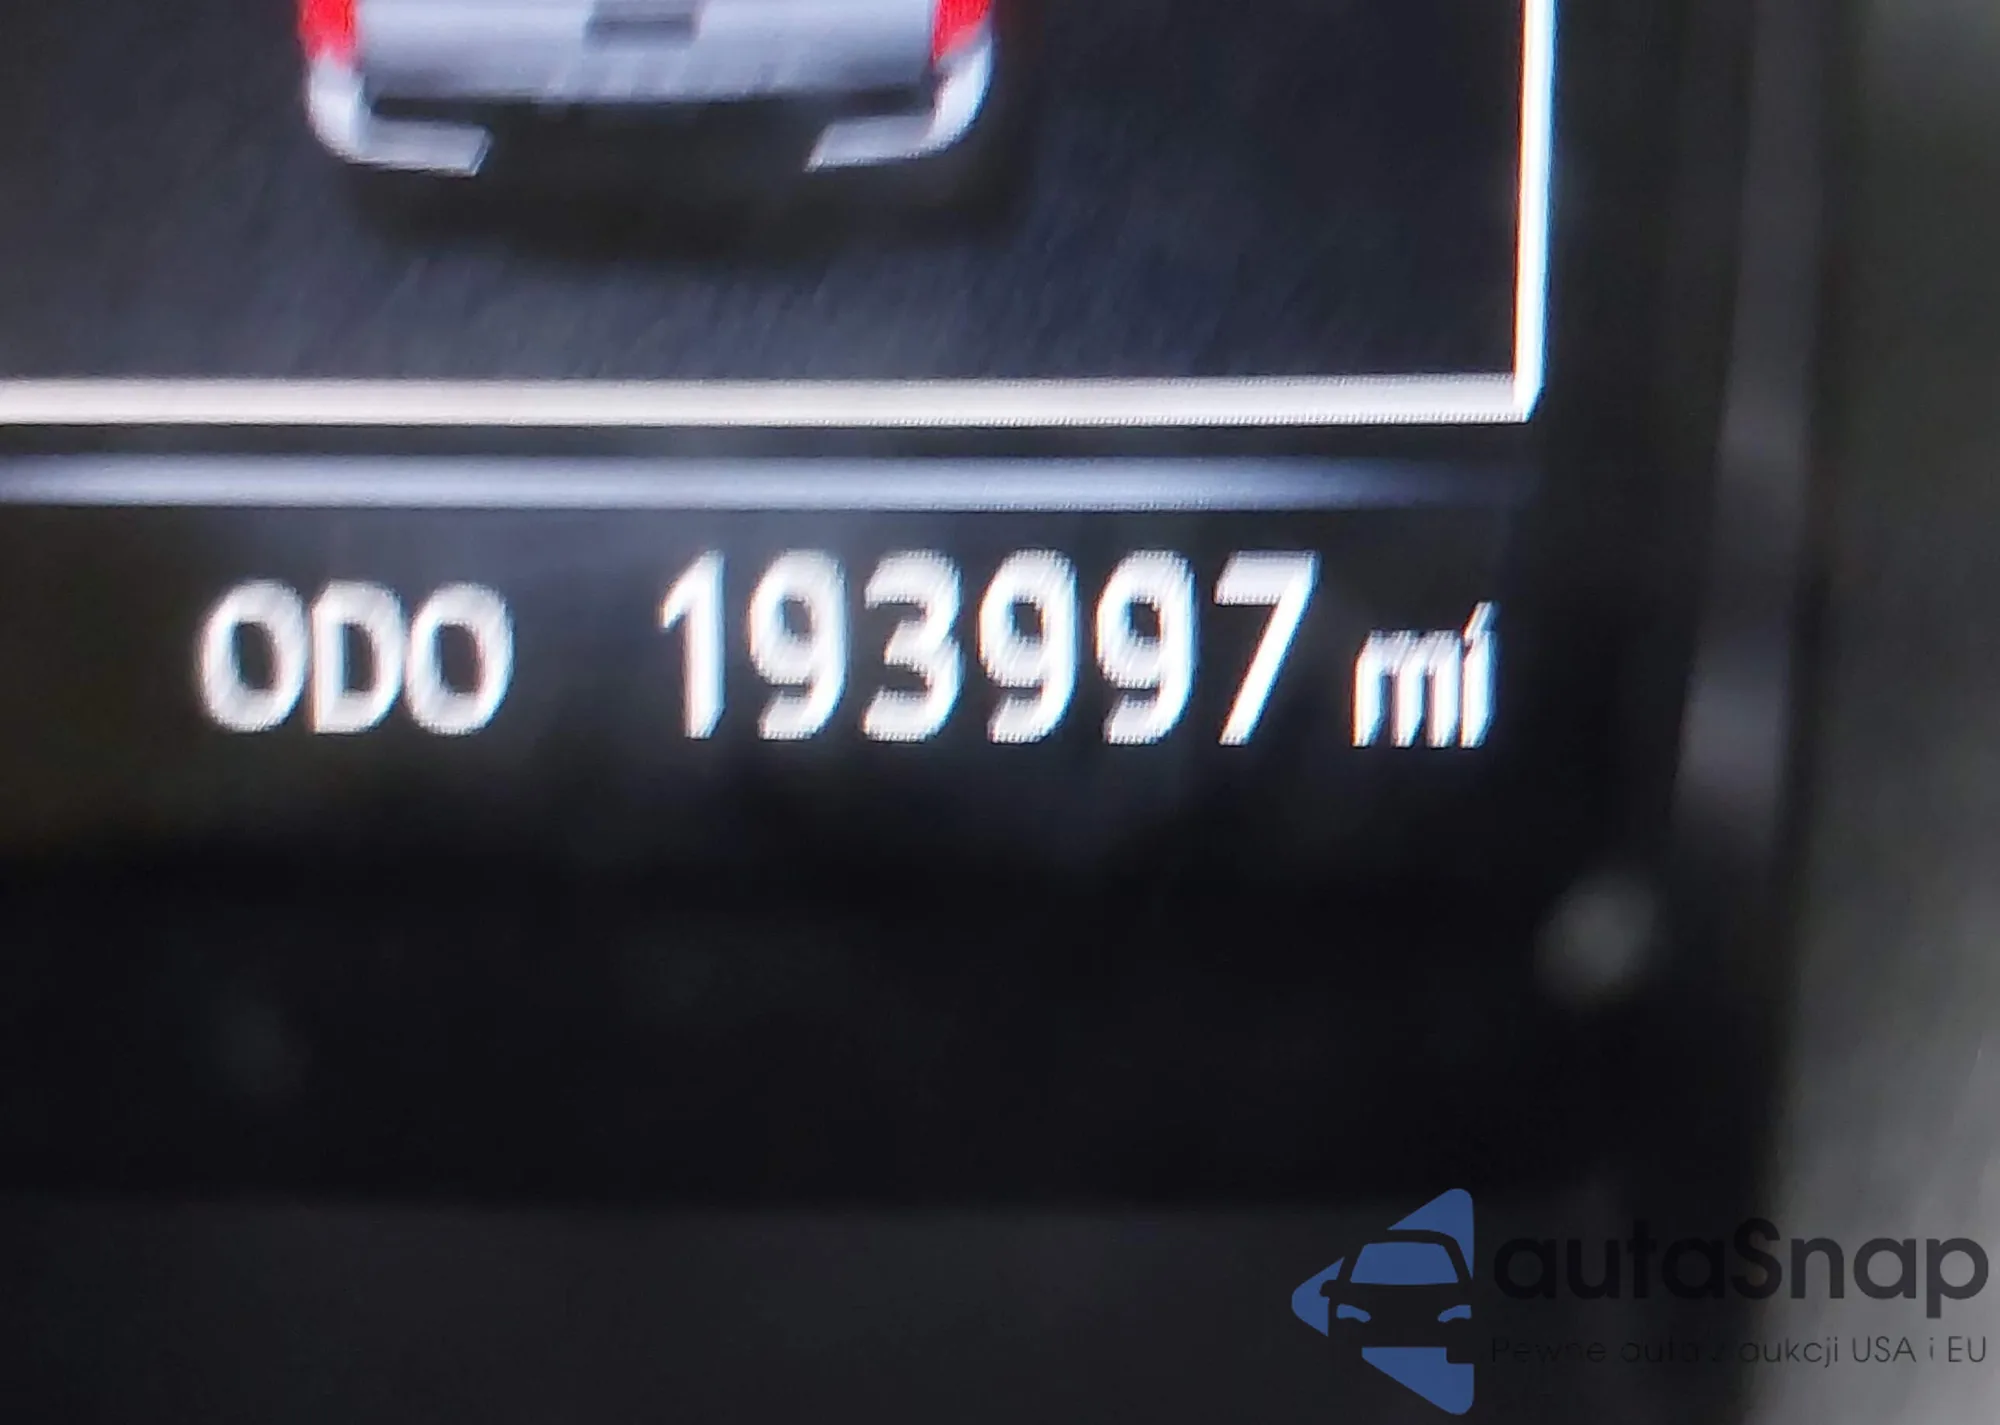 ODO 193997 mi
autaSnap
Pewne auta z aukcji USA i EU